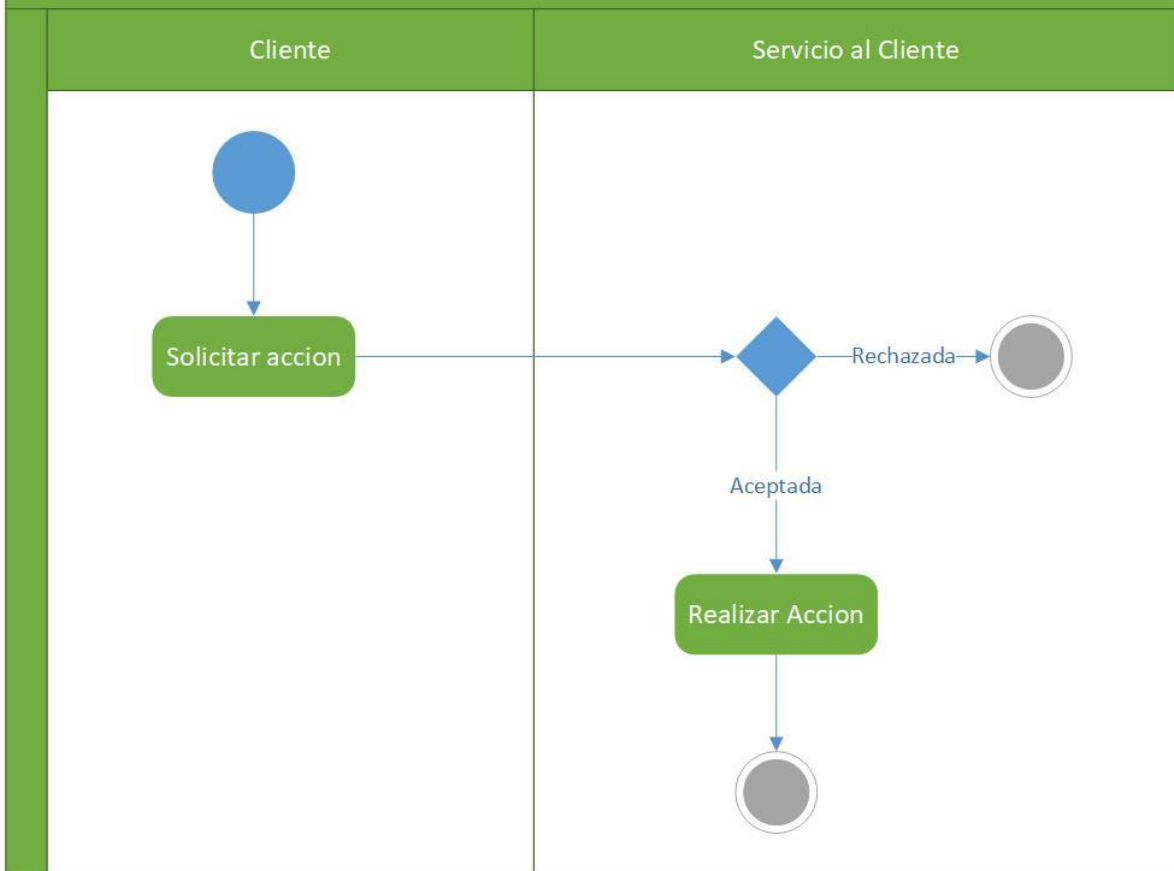 Cliente
Servicio al Cliente
Solicitar accion
Rechazada
Aceptada
Realizar Accion